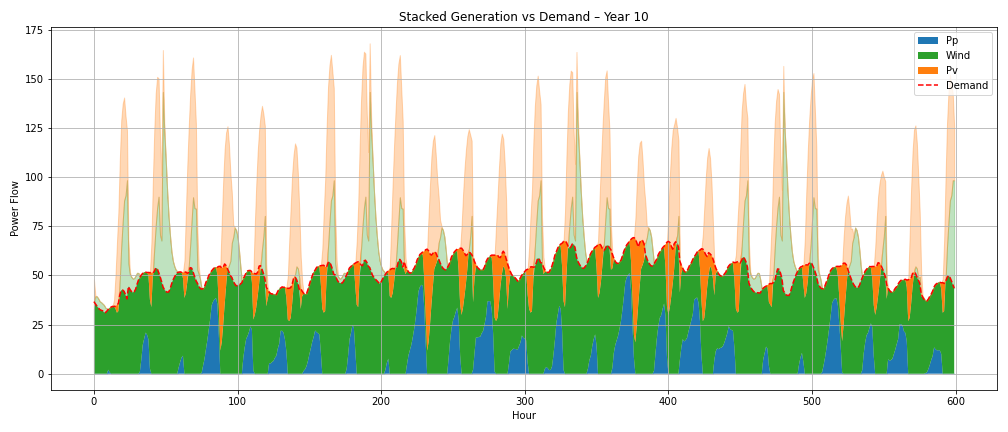 Stacked Generation vs Demand – Year 10
Power Flow
175
150
125
100
75
50
25
0
Pp
Wind
Pv
Demand
0 100 200 300 400 500 600
Hour